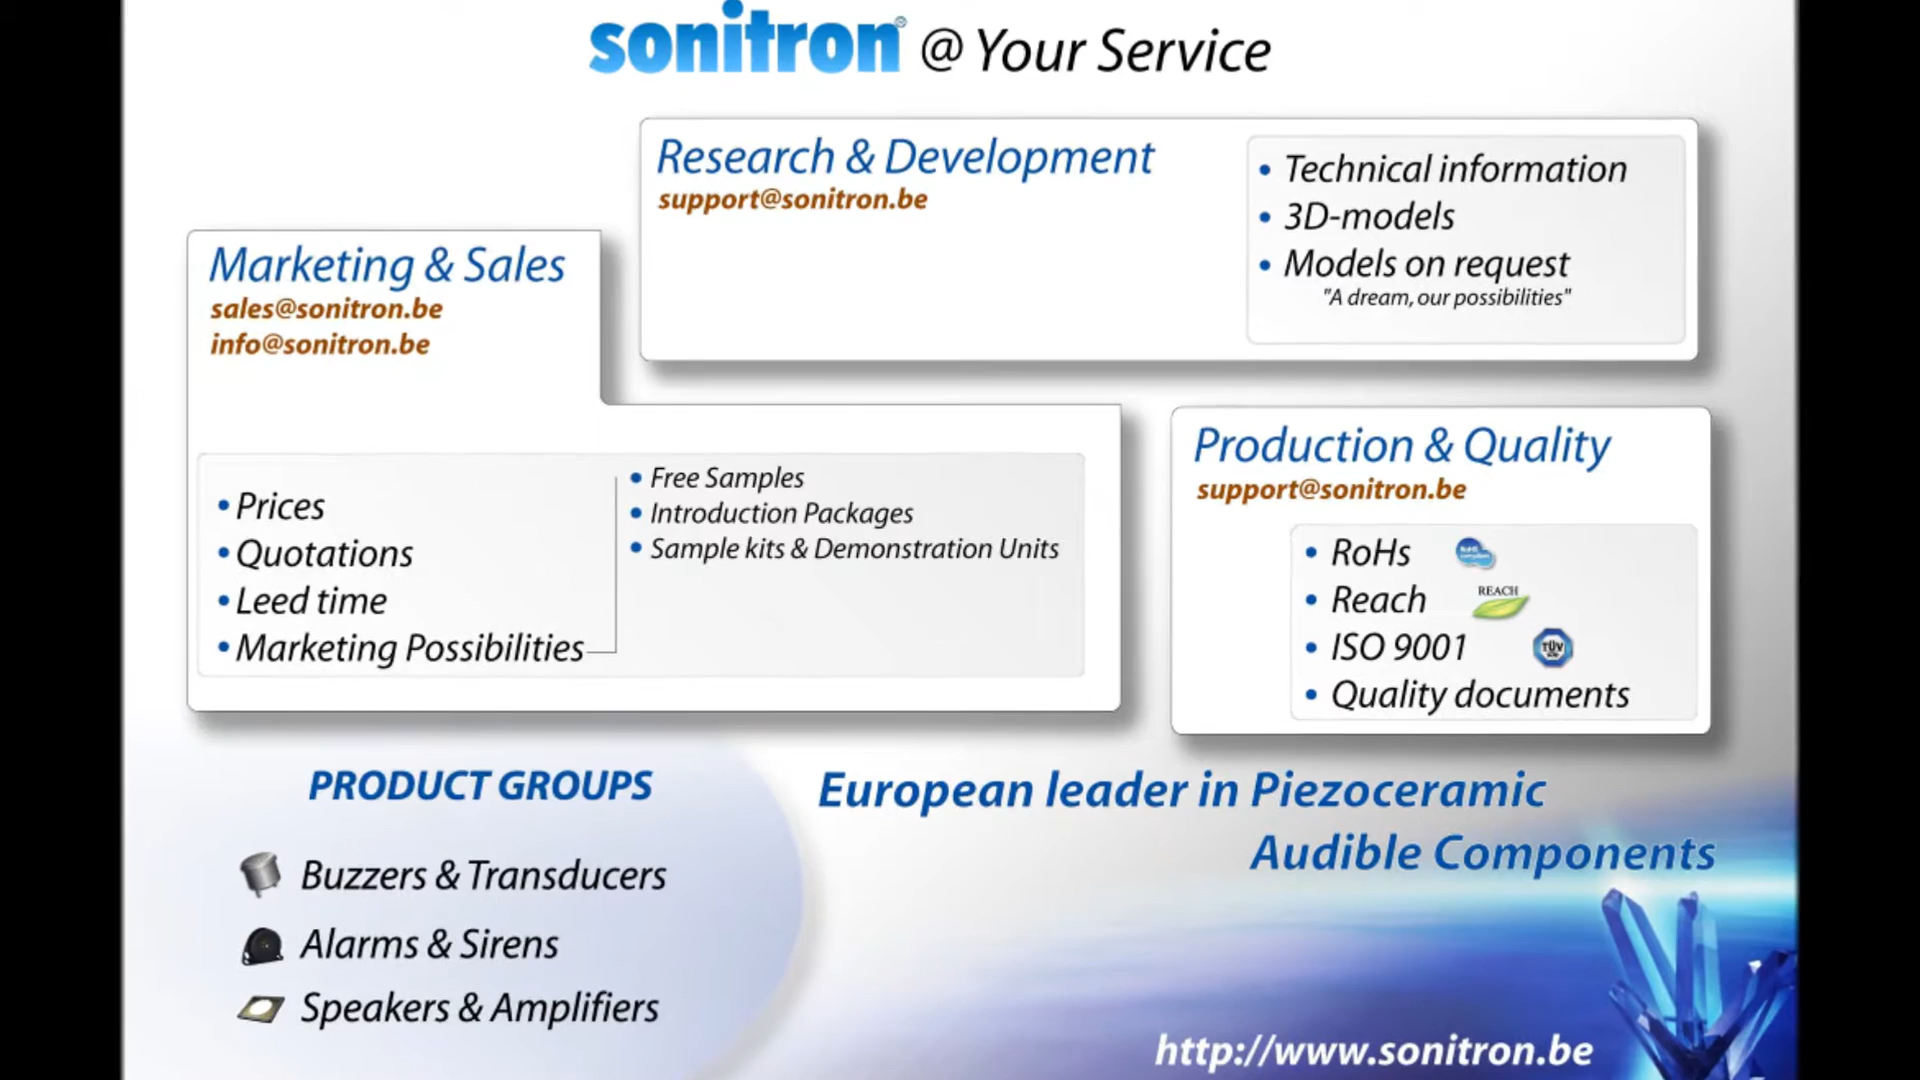 sonitron® @ Your Service
Research & Development
support@sonitron.be
• Technical information
• 3D-models
• Models on request
"A dream, our possibilities"
Marketing & Sales
sales@sonitron.be
info@sonitron.be
• Prices
• Quotations
• Leed time
• Marketing Possibilities
• Free Samples
• Introduction Packages
• Sample kits & Demonstration Units
Production & Quality
support@sonitron.be
• RoHs
• Reach REACH
• ISO 9001 TÜV
• Quality documents
PRODUCT GROUPS
Buzzers & Transducers
Alarms & Sirens
Speakers & Amplifiers
European leader in Piezoceramic
Audible Components
http://www.sonitron.be